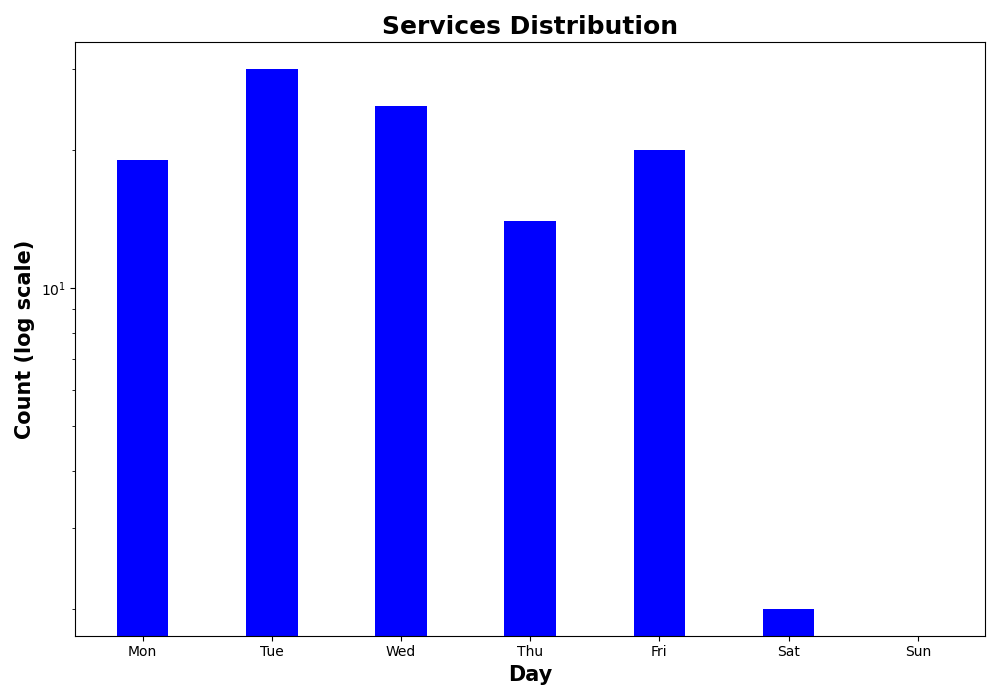 Services Distribution
Count (log scale)
10¹
Mon Tue Wed Thu Fri Sat Sun
Day